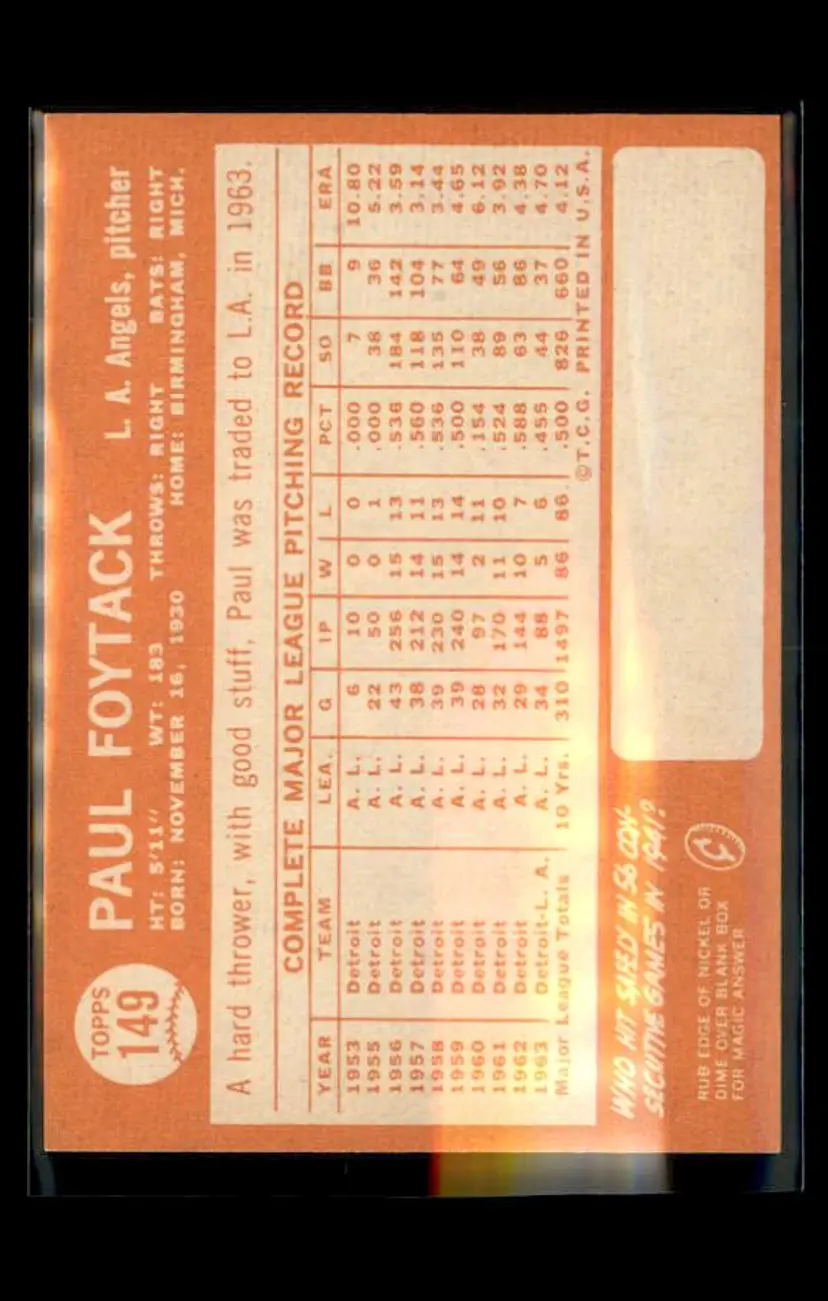 TOPPS
149
PAUL FOYTACK L. A. Angels, pitcher
HT: 5'11" WT: 183 THROWS: RIGHT BATS: RIGHT
BORN: NOVEMBER 16, 1930 HOME: BIRMINGHAM, MICH.
A hard thrower, with good stuff, Paul was traded to L.A. in 1963.
COMPLETE MAJOR LEAGUE PITCHING RECORD
YEAR TEAM LEA. G IP W L PCT SO BB ERA
1953 Detroit A. L. 6 10 0 0 .000 7 9 10.80
1955 Detroit A. L. 22 50 0 1 .000 38 36 5.22
1956 Detroit A. L. 43 256 15 13 .536 184 142 3.59
1957 Detroit A. L. 38 212 14 11 .560 118 104 3.14
1958 Detroit A. L. 39 230 15 13 .536 135 77 3.44
1959 Detroit A. L. 39 240 14 14 .500 110 64 4.65
1960 Detroit A. L. 28 97 2 11 .154 38 49 6.12
1961 Detroit A. L. 32 170 11 10 .524 89 56 3.92
1962 Detroit A. L. 29 144 10 7 .588 63 86 4.38
1963 Detroit-L. A. A. L. 34 88 5 6 .455 44 37 4.70
Major League Totals 10 Yrs. 310 1497 86 86 .500 826 660 4.12
©T.C.G. PRINTED IN U.S.A.
WHO HIT SAFELY IN 56 CON-
SECUTIVE GAMES IN 1941?
RUB EDGE OF NICKEL OR
DIME OVER BLANK BOX
FOR MAGIC ANSWER